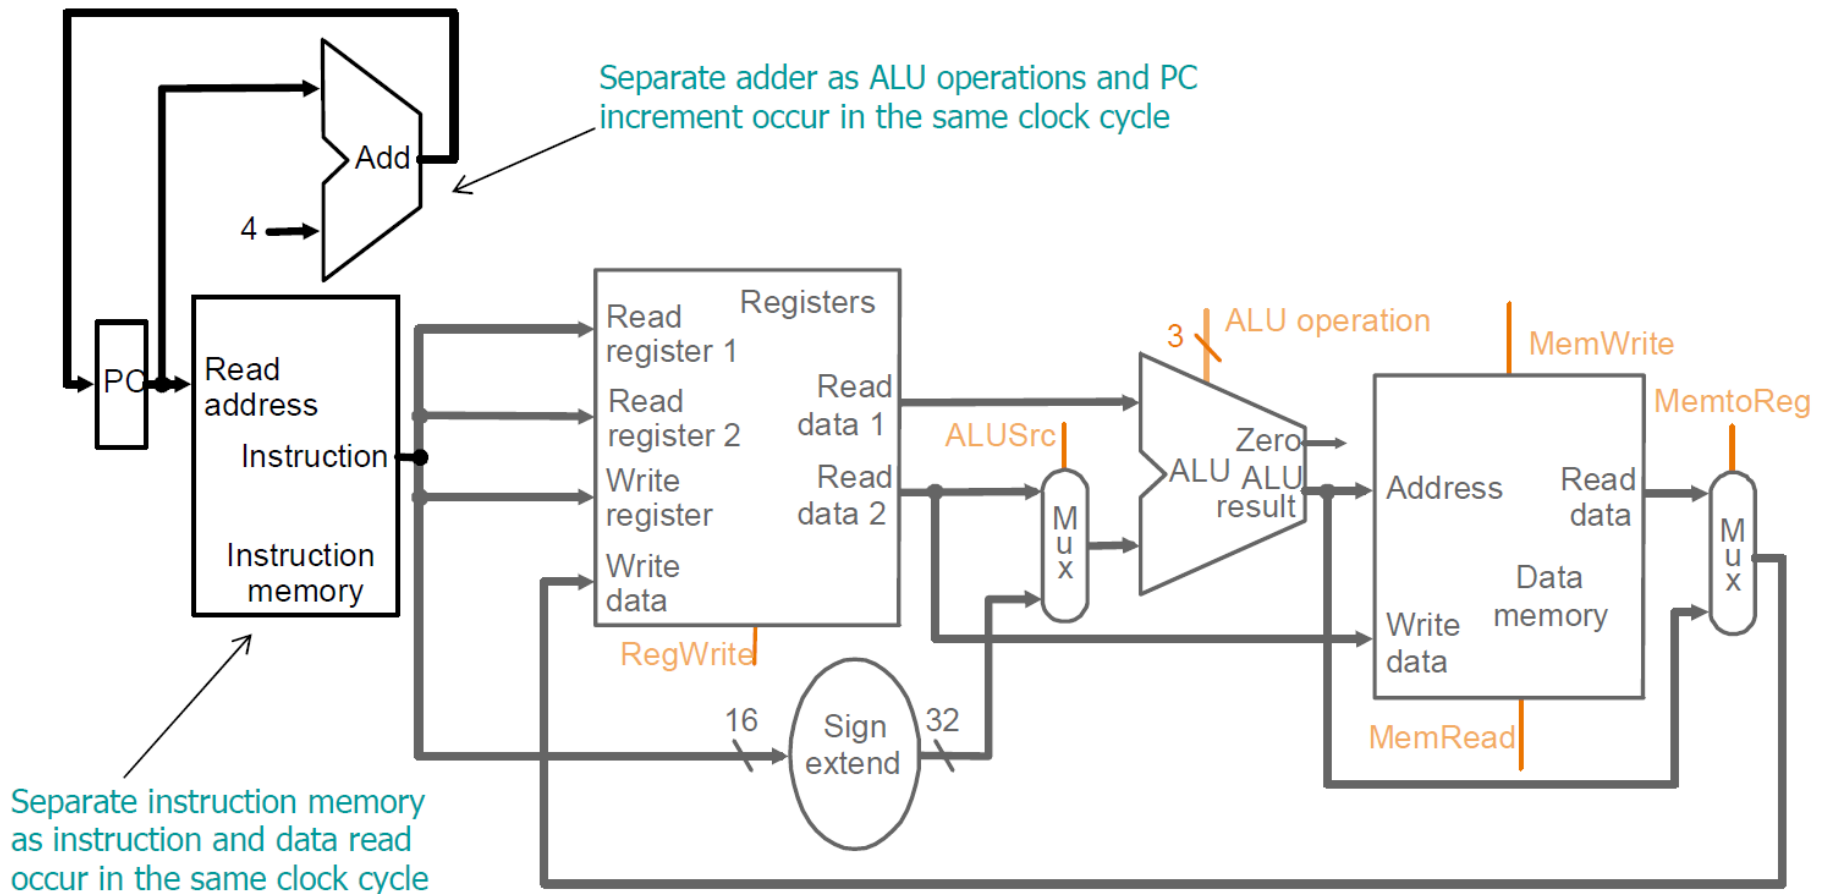 Separate adder as ALU operations and PC
increment occur in the same clock cycle
Add
4
PC
Read
address
Instruction
Instruction
memory
Registers
Read
register 1
Read
register 2
Write
register
Write
data
Read
data 1
Read
data 2
RegWrite
16
Sign
extend
32
ALUSrc
M
u
x
3
ALU operation
Zero
ALU
ALU
result
MemWrite
Address
Read
data
Data
memory
Write
data
MemRead
MemtoReg
M
u
x
Separate instruction memory
as instruction and data read
occur in the same clock cycle